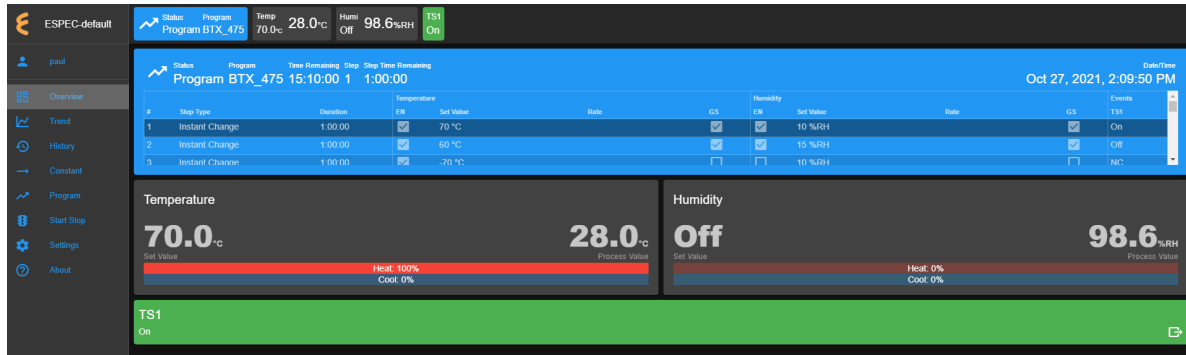 ESPEC-default
Status Program
Program BTX_475
Temp
70.0°C 28.0°C
Humi
Off 98.6%RH
TS1
On
paul
Overview
Trend
History
Constant
Program
Start Stop
Settings
About
Status Program Time Remaining Step Step Time Remaining
Program BTX_475 15:10:00 1 1:00:00
Date/Time
Oct 27, 2021, 2:09:50 PM
Temperature Humidity Events
# Step Type Duration EN Set Value Rate GS EN Set Value Rate GS TS1
1 Instant Change 1:00:00 70 °C 10 %RH On
2 Instant Change 1:00:00 60 °C 15 %RH Off
3 Instant Change 1:00:00 -70 °C 10 %RH NC
Temperature
70.0°C 28.0°C
Set Value Process Value
Heat: 100%
Cool: 0%
Humidity
Off 98.6%RH
Set Value Process Value
Heat: 0%
Cool: 0%
TS1
On